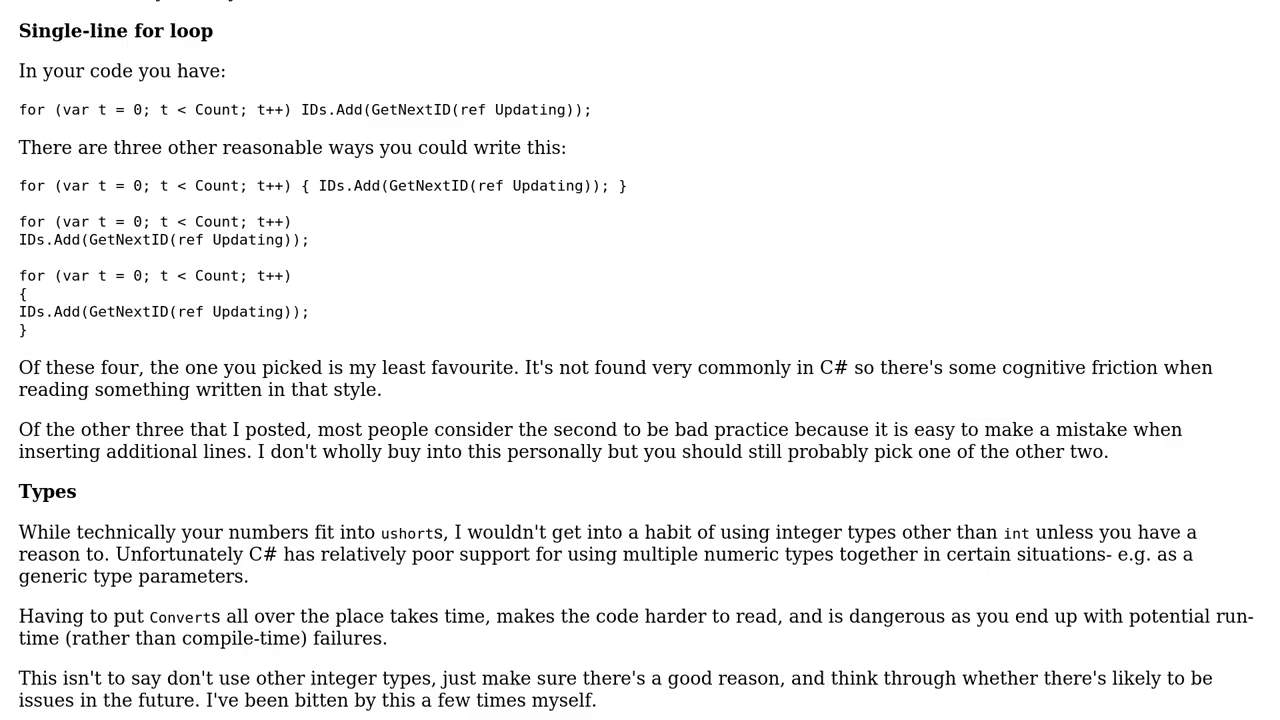 Single-line for loop
In your code you have:
for (var t = 0; t < Count; t++) IDs.Add(GetNextID(ref Updating));
There are three other reasonable ways you could write this:
for (var t = 0; t < Count; t++) { IDs.Add(GetNextID(ref Updating)); }
for (var t = 0; t < Count; t++)
IDs.Add(GetNextID(ref Updating));
for (var t = 0; t < Count; t++)
{
IDs.Add(GetNextID(ref Updating));
}
Of these four, the one you picked is my least favourite. It's not found very commonly in C# so there's some cognitive friction when
reading something written in that style.
Of the other three that I posted, most people consider the second to be bad practice because it is easy to make a mistake when
inserting additional lines. I don't wholly buy into this personally but you should still probably pick one of the other two.
Types
While technically your numbers fit into ushorts, I wouldn't get into a habit of using integer types other than int unless you have a
reason to. Unfortunately C# has relatively poor support for using multiple numeric types together in certain situations- e.g. as a
generic type parameters.
Having to put Converts all over the place takes time, makes the code harder to read, and is dangerous as you end up with potential run-
time (rather than compile-time) failures.
This isn't to say don't use other integer types, just make sure there's a good reason, and think through whether there's likely to be
issues in the future. I've been bitten by this a few times myself.